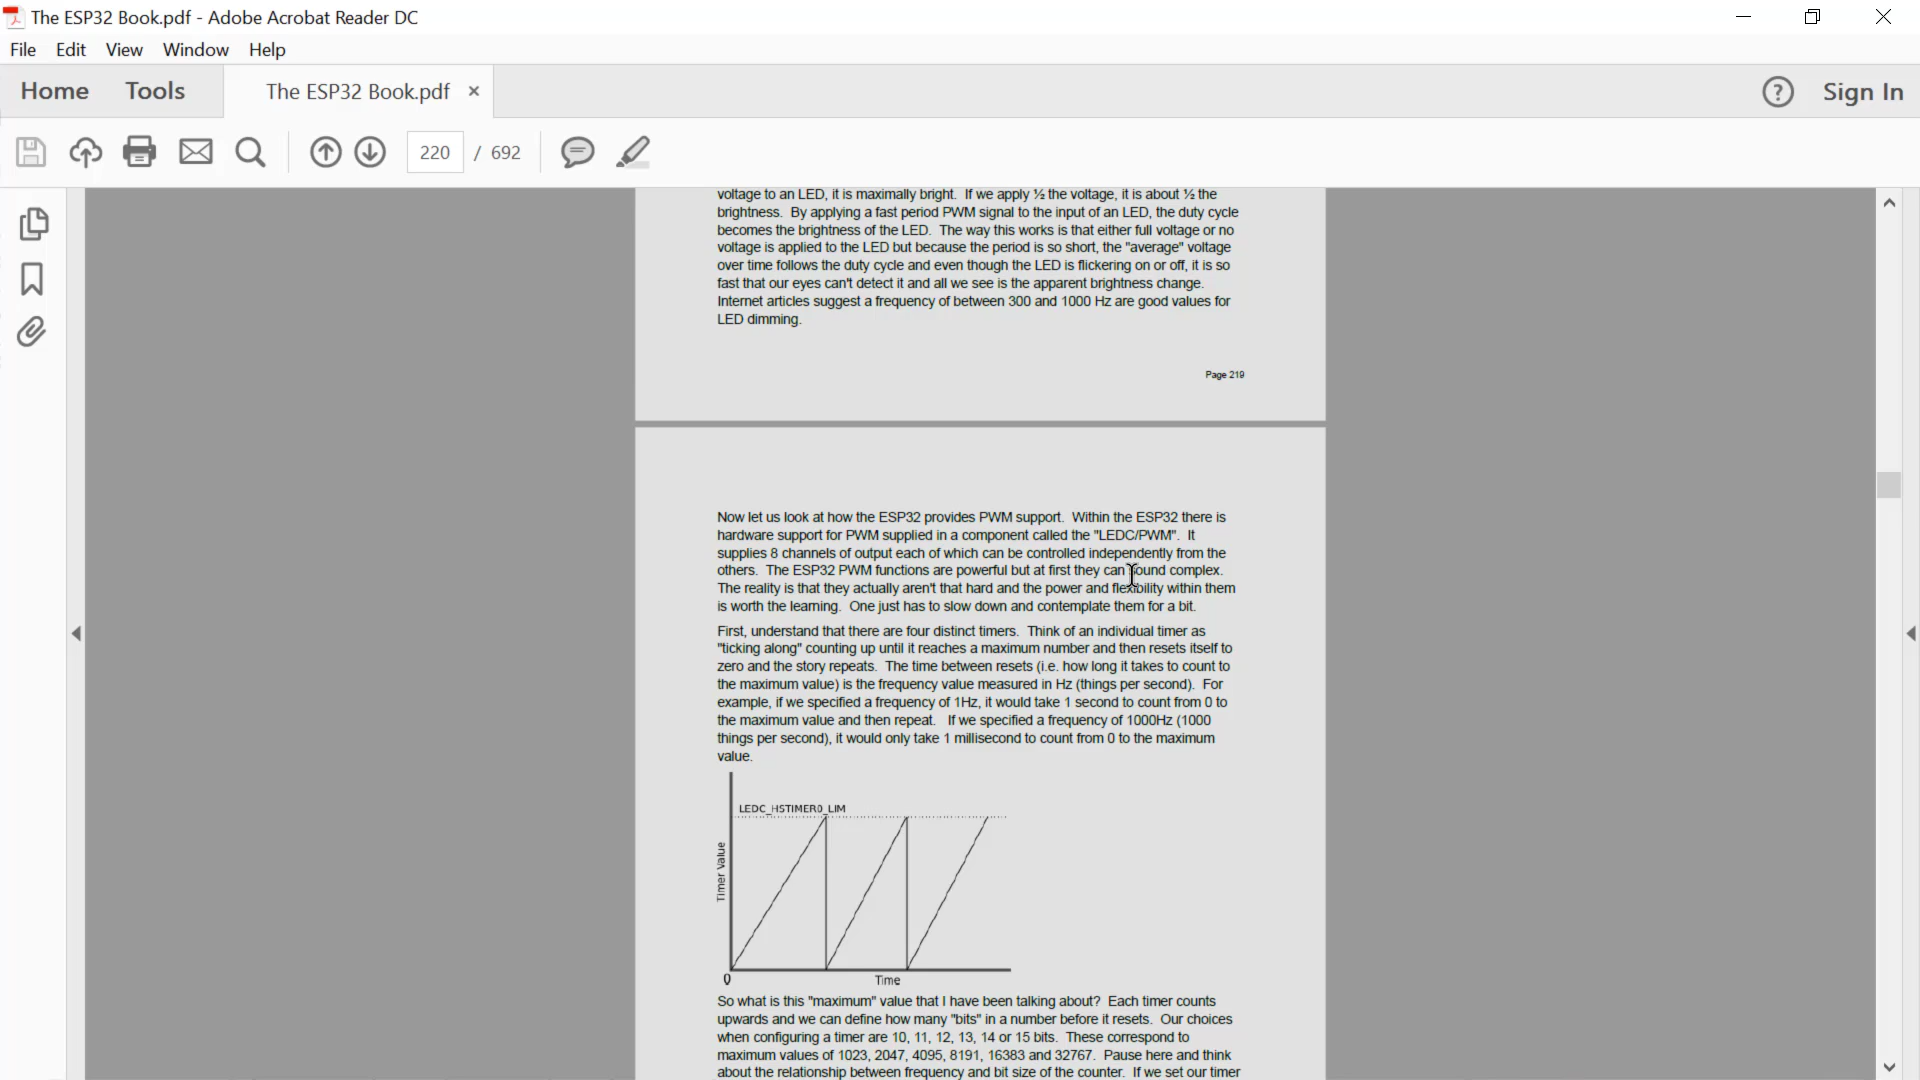 The ESP32 Book.pdf - Adobe Acrobat Reader DC
File Edit View Window Help
Home Tools The ESP32 Book.pdf × ? Sign In
220 / 692
voltage to an LED, it is maximally bright. If we apply ½ the voltage, it is about ½ the
brightness. By applying a fast period PWM signal to the input of an LED, the duty cycle
becomes the brightness of the LED. The way this works is that either full voltage or no
voltage is applied to the LED but because the period is so short, the "average" voltage
over time follows the duty cycle and even though the LED is flickering on or off, it is so
fast that our eyes can't detect it and all we see is the apparent brightness change.
Internet articles suggest a frequency of between 300 and 1000 Hz are good values for
LED dimming.
Page 219
Now let us look at how the ESP32 provides PWM support. Within the ESP32 there is
hardware support for PWM supplied in a component called the "LEDC/PWM". It
supplies 8 channels of output each of which can be controlled independently from the
others. The ESP32 PWM functions are powerful but at first they can sound complex.
The reality is that they actually aren't that hard and the power and flexibility within them
is worth the learning. One just has to slow down and contemplate them for a bit.
First, understand that there are four distinct timers. Think of an individual timer as
"ticking along" counting up until it reaches a maximum number and then resets itself to
zero and the story repeats. The time between resets (i.e. how long it takes to count to
the maximum value) is the frequency value measured in Hz (things per second). For
example, if we specified a frequency of 1Hz, it would take 1 second to count from 0 to
the maximum value and then repeat. If we specified a frequency of 1000Hz (1000
things per second), it would only take 1 millisecond to count from 0 to the maximum
value.
LEDC_HSTIMER0_LIM
Timer Value
0
Time
So what is this "maximum" value that I have been talking about? Each timer counts
upwards and we can define how many "bits" in a number before it resets. Our choices
when configuring a timer are 10, 11, 12, 13, 14 or 15 bits. These correspond to
maximum values of 1023, 2047, 4095, 8191, 16383 and 32767. Pause here and think
about the relationship between frequency and bit size of the counter. If we set our timer